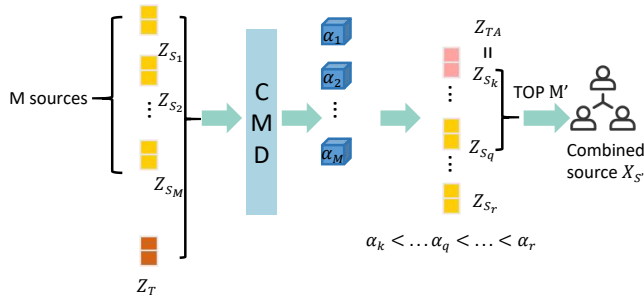 M sources
Z_{S_1}
Z_{S_2}
⋮
Z_{S_M}
Z_T
C
M
D
α_1
α_2
⋮
α_M
Z_{TA}
=
Z_{S_k}
⋮
Z_{S_q}
⋮
Z_{S_r}
α_k < … α_q < … < α_r
TOP M'
Combined
source X_{S'}